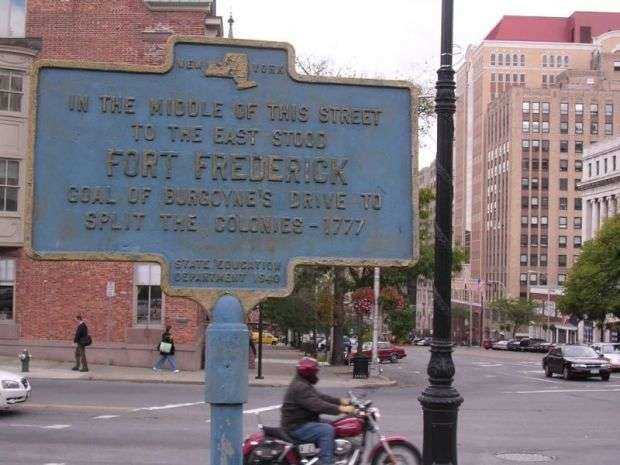 NEW YORK
IN THE MIDDLE OF THIS STREET
TO THE EAST STOOD
FORT FREDERICK
GOAL OF BURGOYNE'S DRIVE TO
SPLIT THE COLONIES - 1777
STATE EDUCATION
DEPARTMENT 1940